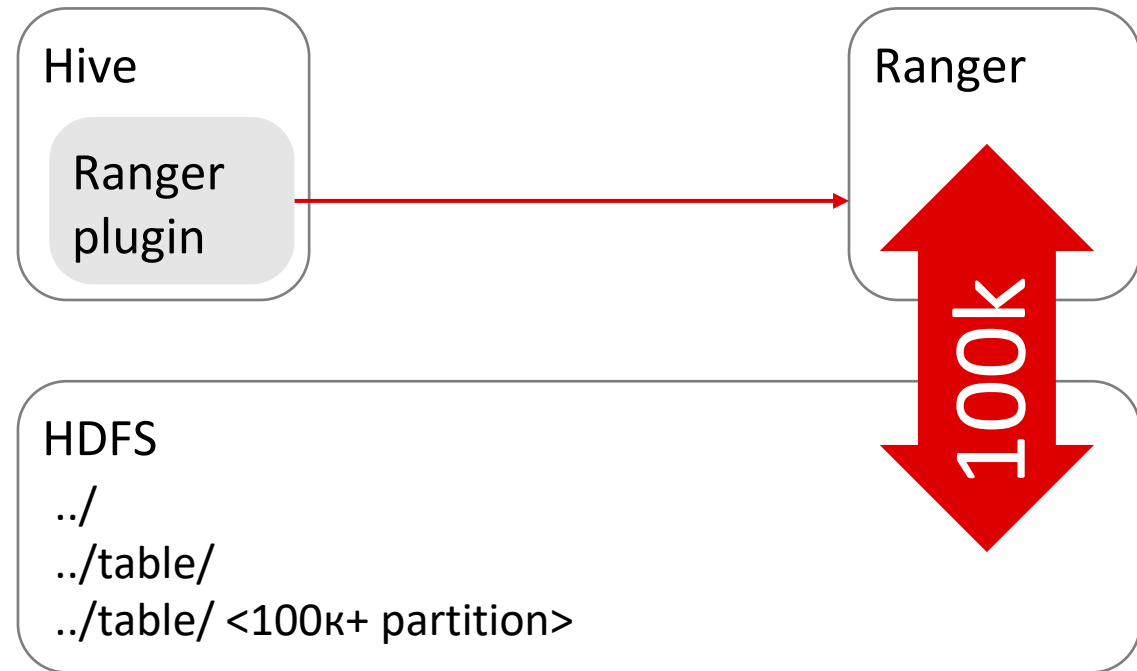 Hive
Ranger
plugin
Ranger
100k
HDFS
../
../table/
../table/ <100к+ partition>